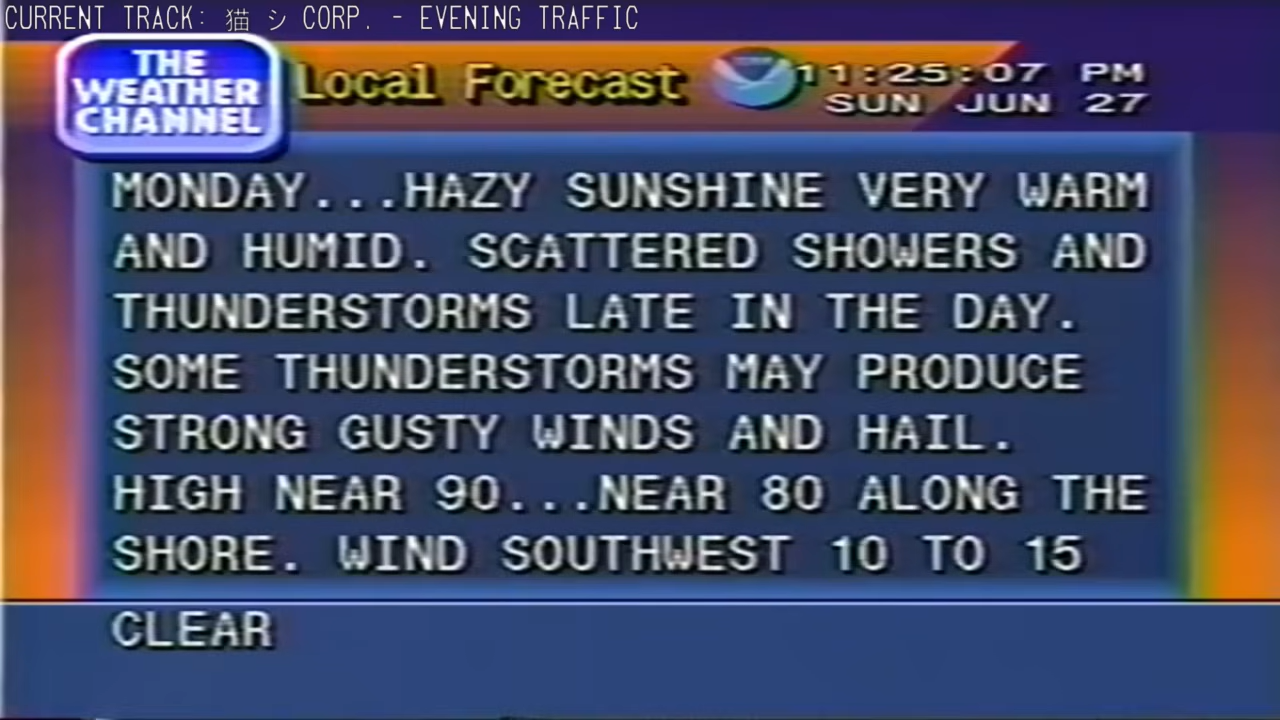 CURRENT TRACK: 猫 シ CORP. - EVENING TRAFFIC
THE
WEATHER
CHANNEL
Local Forecast
11:25:07 PM
SUN JUN 27
MONDAY...HAZY SUNSHINE VERY WARM
AND HUMID. SCATTERED SHOWERS AND
THUNDERSTORMS LATE IN THE DAY.
SOME THUNDERSTORMS MAY PRODUCE
STRONG GUSTY WINDS AND HAIL.
HIGH NEAR 90...NEAR 80 ALONG THE
SHORE. WIND SOUTHWEST 10 TO 15
CLEAR